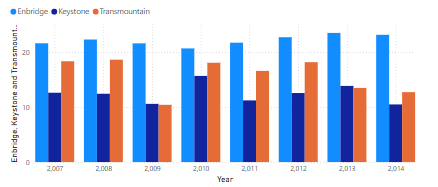 Enbridge Keystone Transmountain
Enbridge, Keystone and Transmount...
20
10
0
2,007 2,008 2,009 2,010 2,011 2,012 2,013 2,014
Year